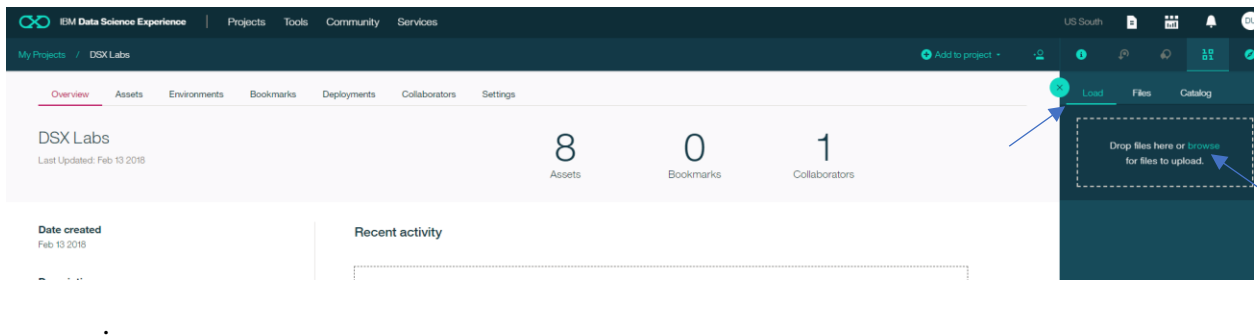 IBM Data Science Experience Projects Tools Community Services US South DU
My Projects / DSX Labs Add to project
Overview Assets Environments Bookmarks Deployments Collaborators Settings
Load Files Catalog
DSX Labs
Last Updated: Feb 13 2018
8 0 1
Assets Bookmarks Collaborators
Drop files here or browse
for files to upload.
Date created
Feb 13 2018
Recent activity